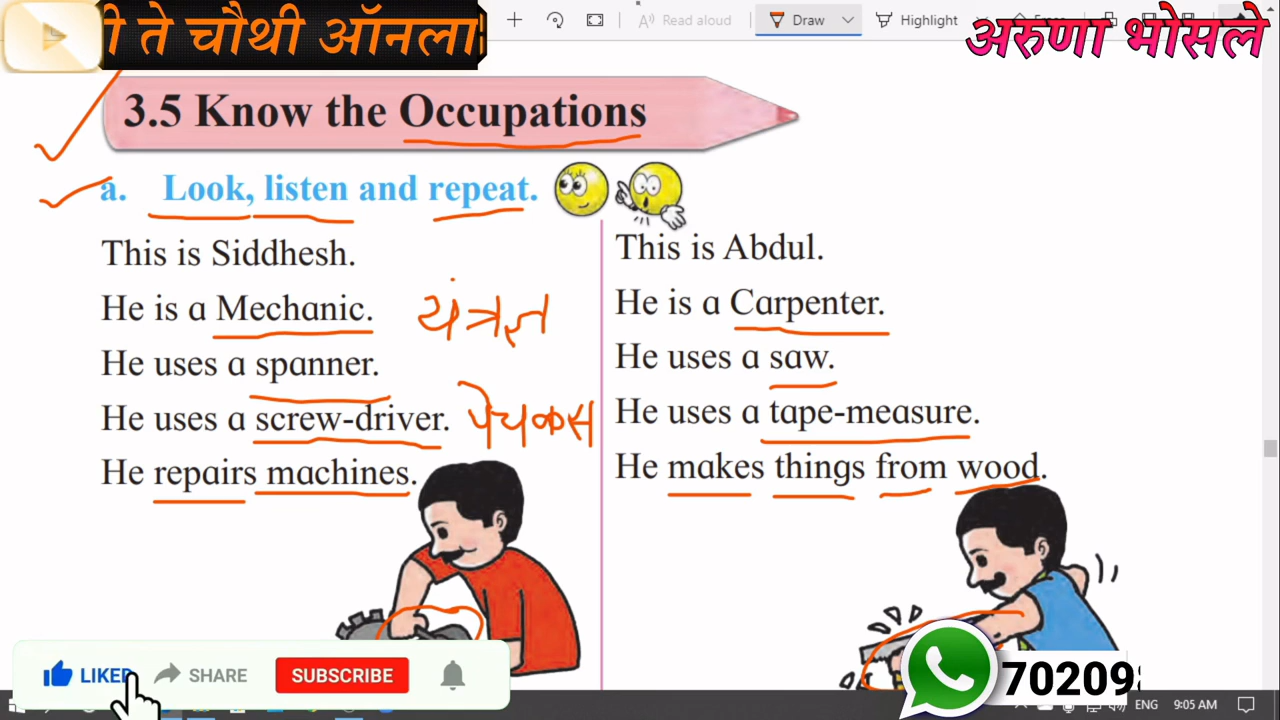 ी ते चौथी ऑनला
Read aloud
Draw
Highlight
अरुणा भोसले
3.5 Know the Occupations
a. Look, listen and repeat.
This is Siddhesh.
He is a Mechanic. यंत्रज्ञ
He uses a spanner.
He uses a screw-driver. पेचकस
He repairs machines.
This is Abdul.
He is a Carpenter.
He uses a saw.
He uses a tape-measure.
He makes things from wood.
LIKED
SHARE
SUBSCRIBE
70209
ENG
9:05 AM